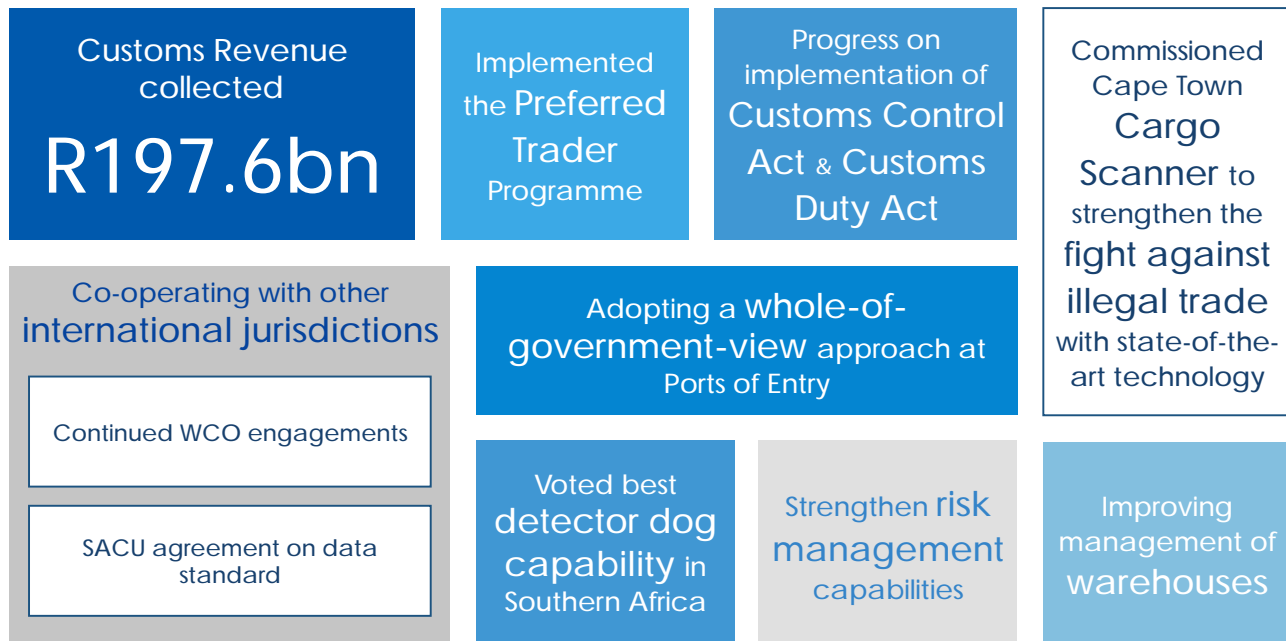 Customs Revenue
collected
R197.6bn
Implemented
the Preferred
Trader
Programme
Progress on
implementation of
Customs Control
Act & Customs
Duty Act
Commissioned
Cape Town
Cargo
Scanner to
strengthen the
fight against
illegal trade
with state-of-the-
art technology
Co-operating with other
international jurisdictions
Continued WCO engagements
SACU agreement on data
standard
Adopting a whole-of-
government-view approach at
Ports of Entry
Voted best
detector dog
capability in
Southern Africa
Strengthen risk
management
capabilities
Improving
management of
warehouses